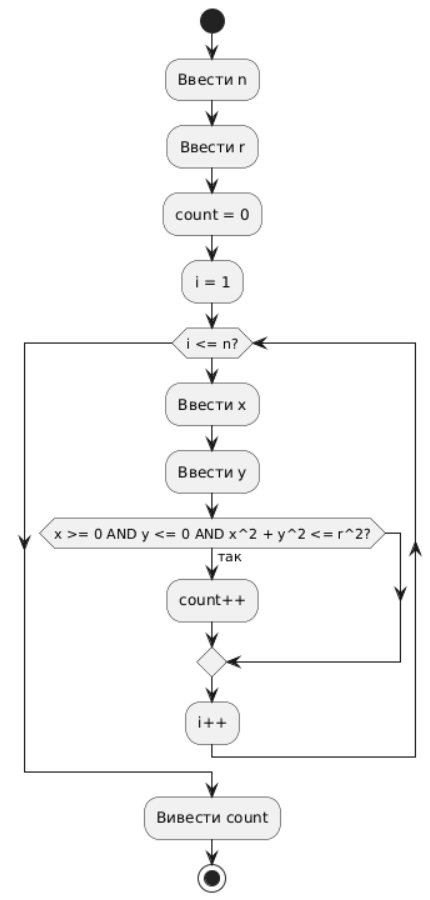 Ввести n
Ввести r
count = 0
i = 1
i <= n?
Ввести x
Ввести y
x >= 0 AND y <= 0 AND x^2 + y^2 <= r^2?
так
count++
i++
Вивести count